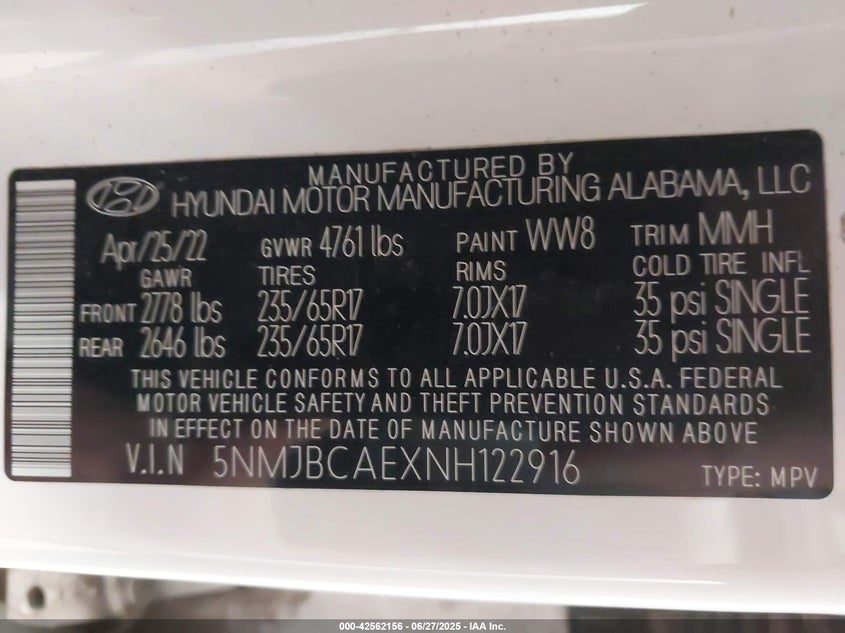 MANUFACTURED BY
HYUNDAI MOTOR MANUFACTURING ALABAMA, LLC
Apr/25/22 GVWR 4761 lbs PAINT WW8 TRIM MMH
GAWR TIRES RIMS COLD TIRE INFL
FRONT 2778 lbs 235/65R17 7.0JX17 35 psi SINGLE
REAR 2646 lbs 235/65R17 7.0JX17 35 psi SINGLE
THIS VEHICLE CONFORMS TO ALL APPLICABLE U.S.A. FEDERAL
MOTOR VEHICLE SAFETY AND THEFT PREVENTION STANDARDS
IN EFFECT ON THE DATE OF MANUFACTURE SHOWN ABOVE
V.I.N 5NMJBCAEXNH122916 TYPE: MPV
000-42562156 - 06/27/2025 - IAA Inc.